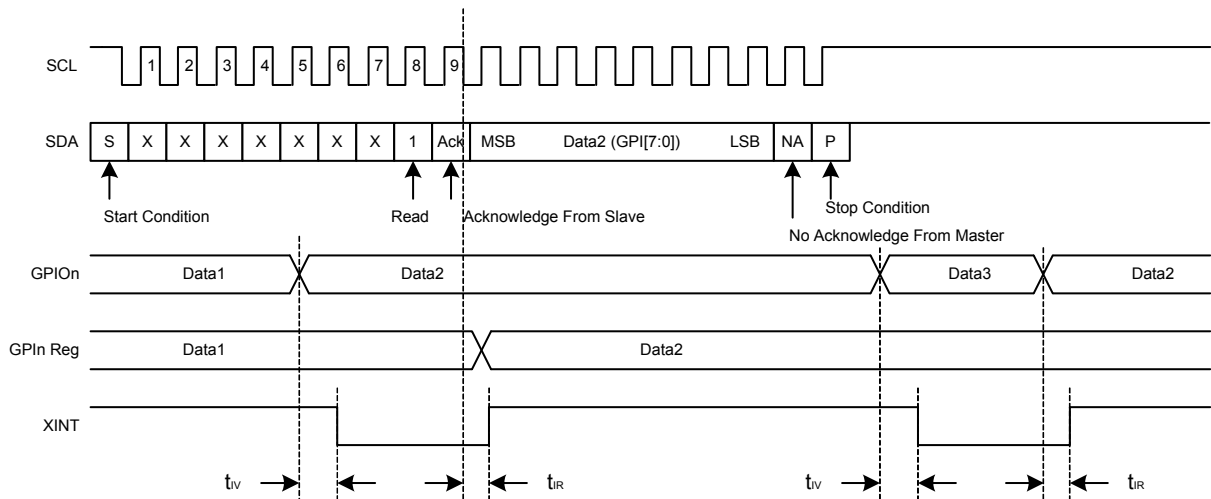 SCL 1 2 3 4 5 6 7 8 9
SDA S X X X X X X X 1 Ack MSB Data2 (GPI[7:0]) LSB NA P
Start Condition Read Acknowledge From Slave Stop Condition
No Acknowledge From Master
GPIOn Data1 Data2 Data3 Data2
GPIn Reg Data1 Data2
XINT
tIV tIR tIV tIR